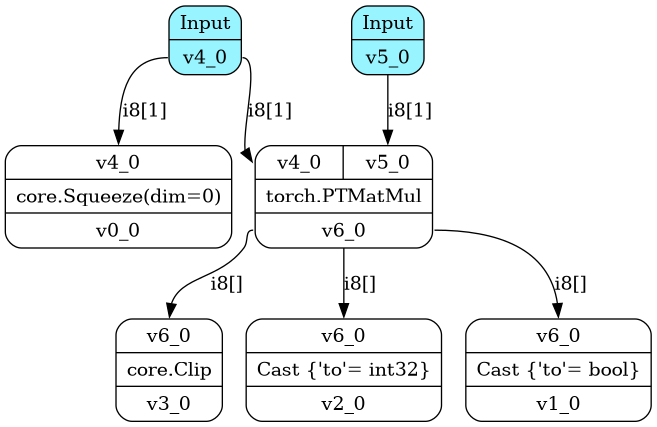 Input
v4_0
Input
v5_0
i8[1]
i8[1]
i8[1]
v4_0
core.Squeeze(dim=0)
v0_0
v4_0
v5_0
torch.PTMatMul
v6_0
i8[]
i8[]
i8[]
v6_0
core.Clip
v3_0
v6_0
Cast {'to'= int32}
v2_0
v6_0
Cast {'to'= bool}
v1_0